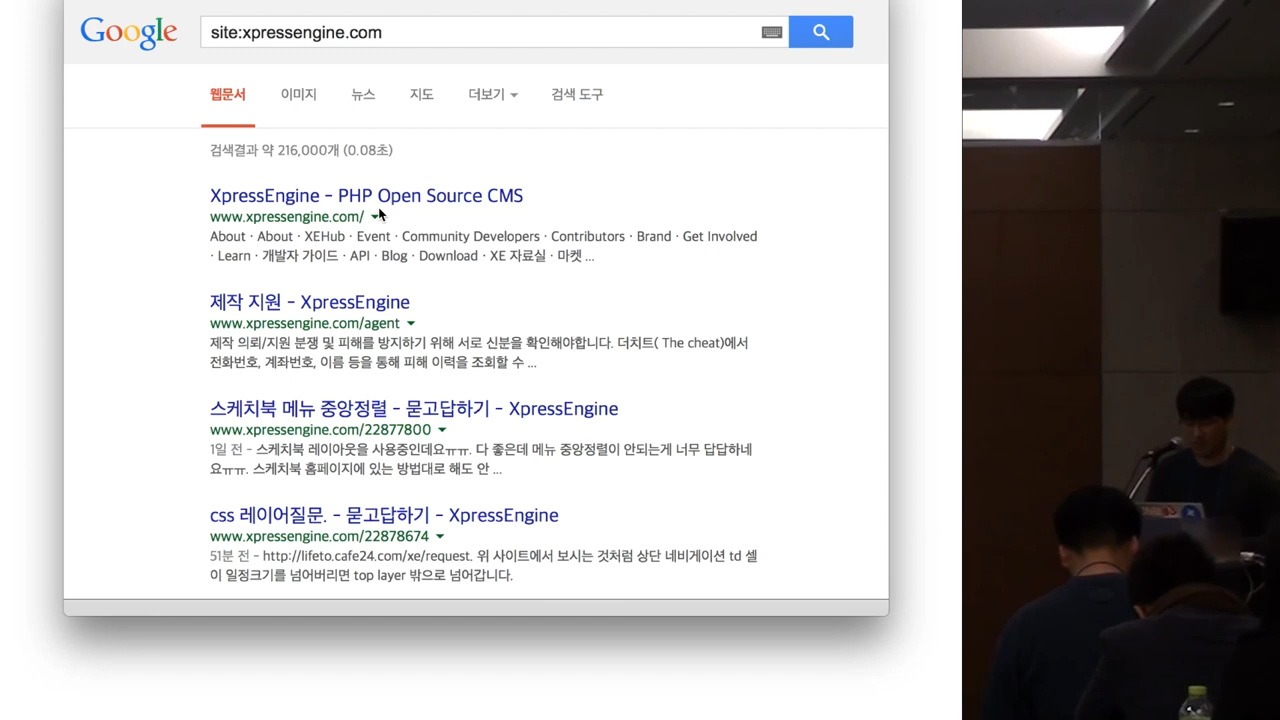 Google
site:xpressengine.com
웹문서 이미지 뉴스 지도 더보기 검색 도구
검색결과 약 216,000개 (0.08초)
XpressEngine - PHP Open Source CMS
www.xpressengine.com/
About · About · XEHub · Event · Community Developers · Contributors · Brand · Get Involved
· Learn · 개발자 가이드 · API · Blog · Download · XE 자료실 · 마켓 ...
제작 지원 - XpressEngine
www.xpressengine.com/agent
제작 의뢰/지원 분쟁 및 피해를 방지하기 위해 서로 신분을 확인해야합니다. 더치트( The cheat)에서
전화번호, 계좌번호, 이름 등을 통해 피해 이력을 조회할 수 ...
스케치북 메뉴 중앙정렬 - 묻고답하기 - XpressEngine
www.xpressengine.com/22877800
1일 전 - 스케치북 레이아웃을 사용중인데요ㅠㅠ. 다 좋은데 메뉴 중앙정렬이 안되는게 너무 답답하네
요ㅠㅠ. 스케치북 홈페이지에 있는 방법대로 해도 안 ...
css 레이어질문. - 묻고답하기 - XpressEngine
www.xpressengine.com/22878674
51분 전 - http://lifeto.cafe24.com/xe/request. 위 사이트에서 보시는 것처럼 상단 네비게이션 td 셀
이 일정크기를 넘어버리면 top layer 밖으로 넘어갑니다.